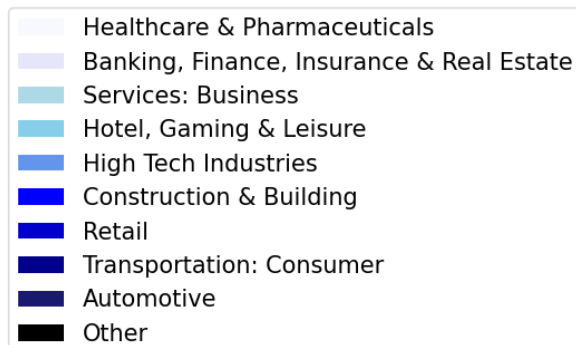 Healthcare & Pharmaceuticals
Banking, Finance, Insurance & Real Estate
Services: Business
Hotel, Gaming & Leisure
High Tech Industries
Construction & Building
Retail
Transportation: Consumer
Automotive
Other